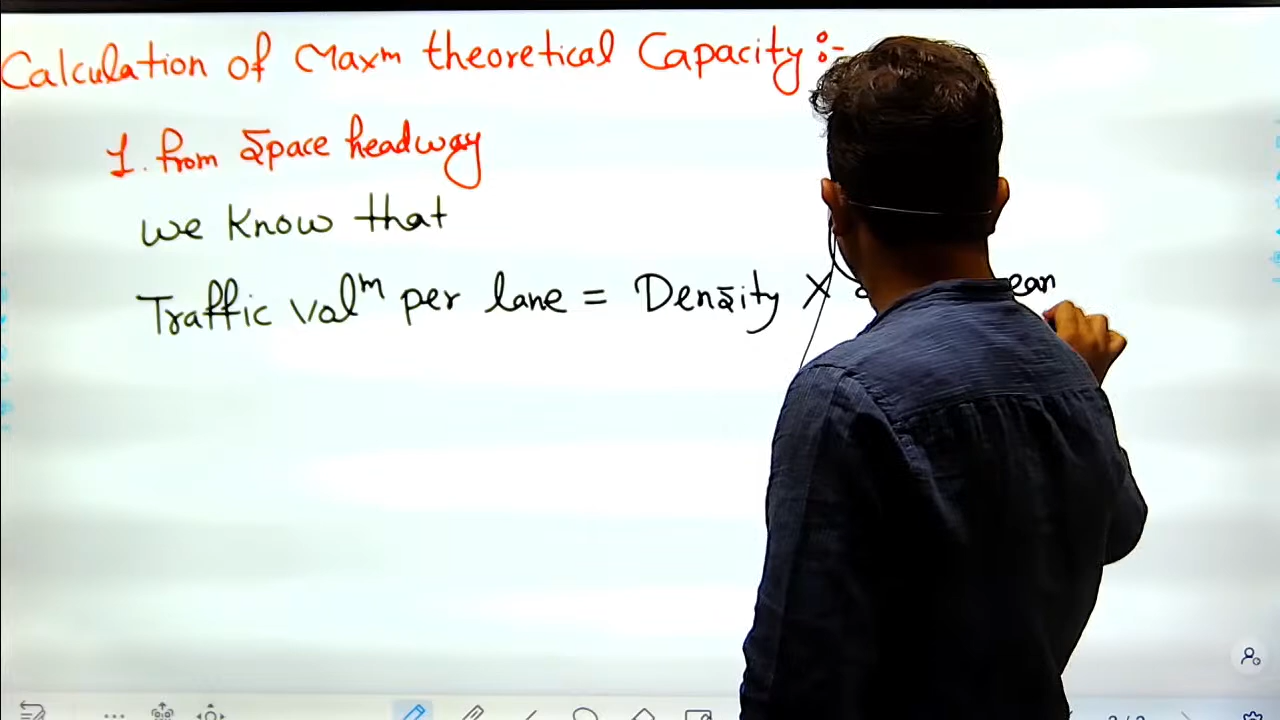 Calculation of Maxm theoretical Capacity :-
1. from Space headway
we know that
Traffic Volm per lane = Density X